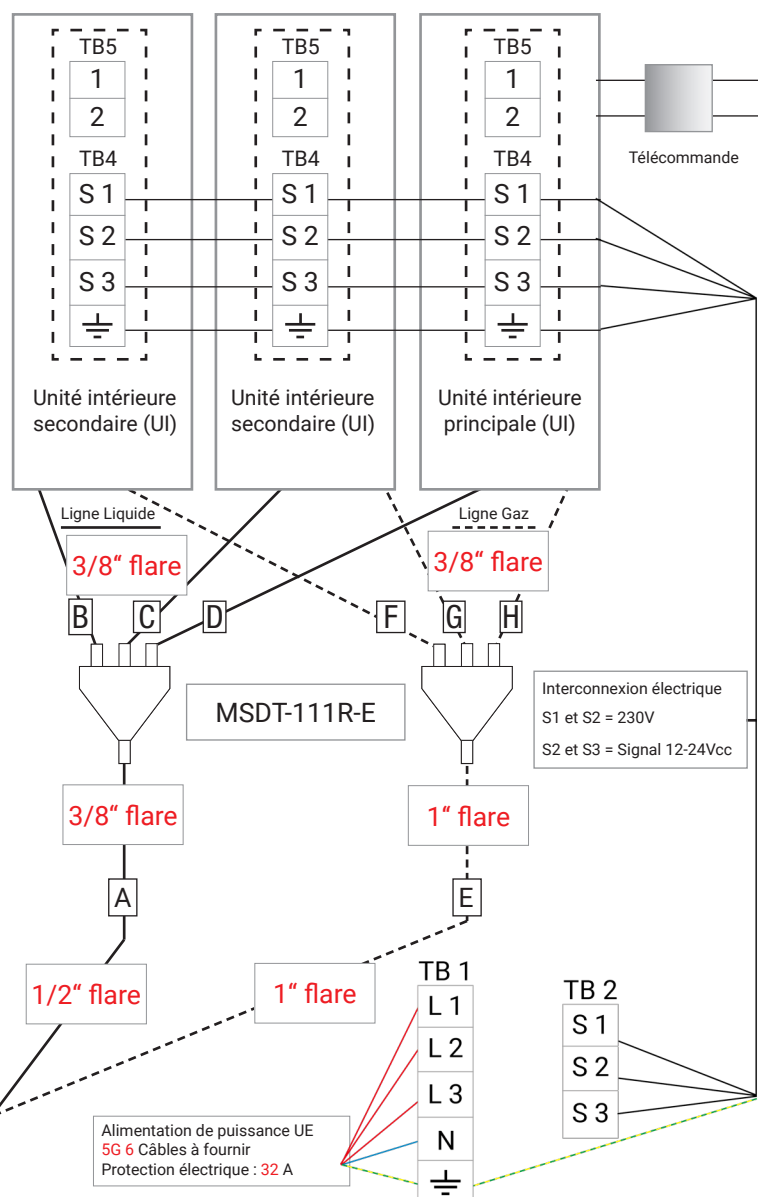 TB5
1
2
TB4
S 1
S 2
S 3
Unité intérieure
secondaire (UI)
TB5
1
2
TB4
S 1
S 2
S 3
Unité intérieure
secondaire (UI)
TB5
1
2
TB4
S 1
S 2
S 3
Unité intérieure
principale (UI)
Télécommande
Ligne Liquide
3/8“ flare
Ligne Gaz
3/8“ flare
B
C
D
F
G
H
MSDT-111R-E
Interconnexion électrique
S1 et S2 = 230V
S2 et S3 = Signal 12-24Vcc
3/8“ flare
1“ flare
A
E
1/2“ flare
1“ flare
TB 1
L 1
L 2
L 3
N
TB 2
S 1
S 2
S 3
Alimentation de puissance UE
5G 6 Câbles à fournir
Protection électrique : 32 A